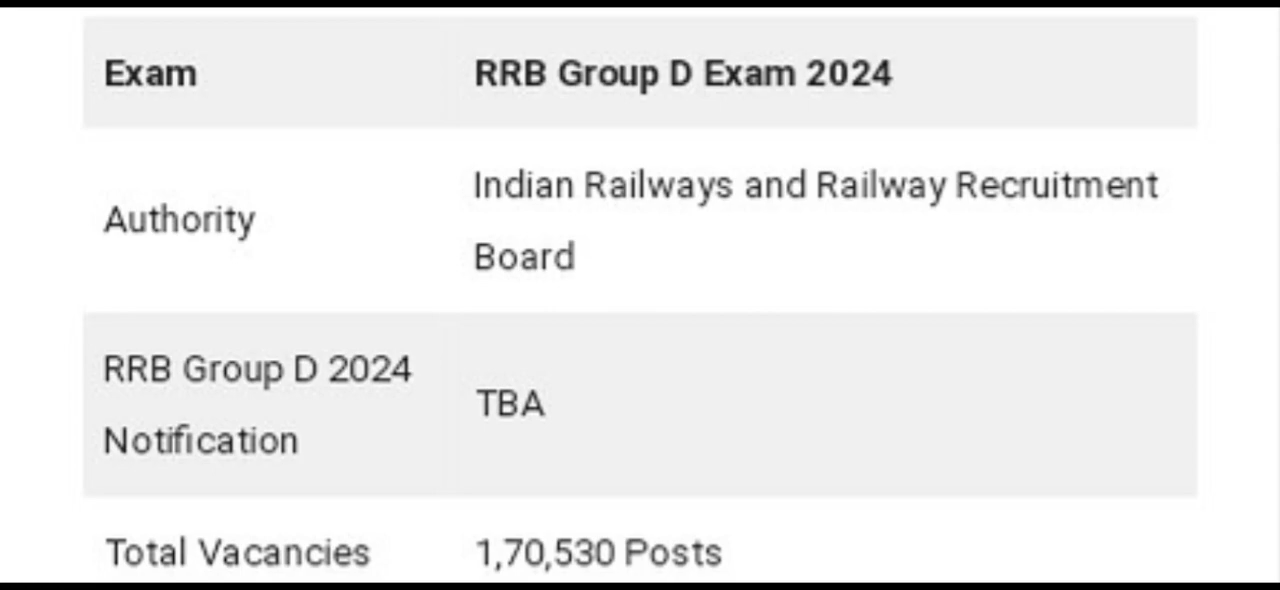 Exam RRB Group D Exam 2024
Authority Indian Railways and Railway Recruitment
Board
RRB Group D 2024
Notification TBA
Total Vacancies 1,70,530 Posts